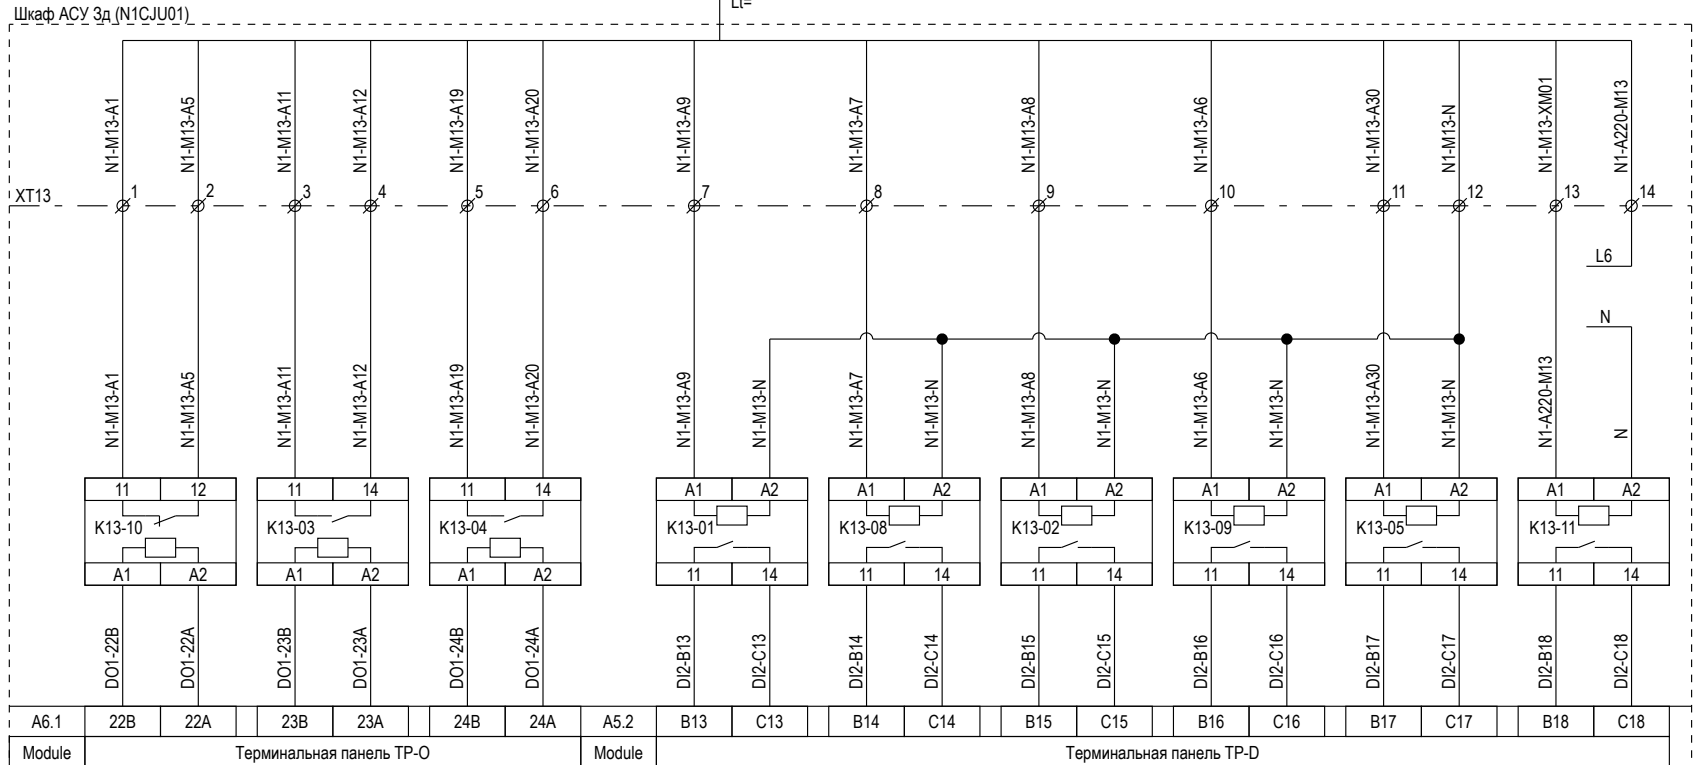 Lt=
Шкаф АСУ 3д (N1CJU01)
N1-M13-A1 N1-M13-A5 N1-M13-A11 N1-M13-A12 N1-M13-A19 N1-M13-A20 N1-M13-A9 N1-M13-A7 N1-M13-A8 N1-M13-A6 N1-M13-A30 N1-M13-N N1-M13-XM01 N1-A220-M13
XT13 1 2 3 4 5 6 7 8 9 10 11 12 13 14
L6
N
N1-M13-A1 N1-M13-A5 N1-M13-A11 N1-M13-A12 N1-M13-A19 N1-M13-A20 N1-M13-A9 N1-M13-N N1-M13-A7 N1-M13-N N1-M13-A8 N1-M13-N N1-M13-A6 N1-M13-N N1-M13-A30 N1-M13-N N1-A220-M13 N
11 12 11 14 11 14 A1 A2 A1 A2 A1 A2 A1 A2 A1 A2 A1 A2
K13-10 K13-03 K13-04 K13-01 K13-08 K13-02 K13-09 K13-05 K13-11
A1 A2 A1 A2 A1 A2 11 14 11 14 11 14 11 14 11 14 11 14
DO1-22B DO1-22A DO1-23B DO1-23A DO1-24B DO1-24A DI2-B13 DI2-C13 DI2-B14 DI2-C14 DI2-B15 DI2-C15 DI2-B16 DI2-C16 DI2-B17 DI2-C17 DI2-B18 DI2-C18
A6.1 22B 22A 23B 23A 24B 24A A5.2 B13 C13 B14 C14 B15 C15 B16 C16 B17 C17 B18 C18
Module Терминальная панель TP-O Module Терминальная панель TP-D